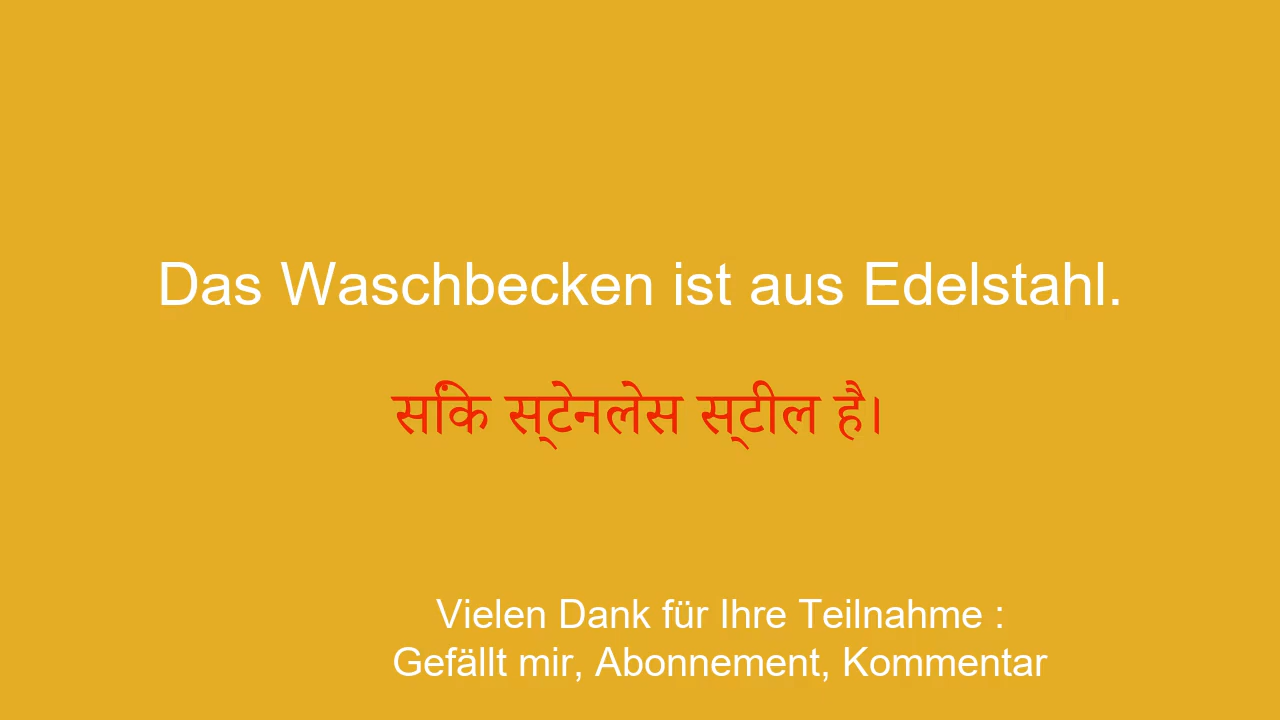 Das Waschbecken ist aus Edelstahl.
सिंक स्टेनलेस स्टील है।
Vielen Dank für Ihre Teilnahme :
Gefällt mir, Abonnement, Kommentar